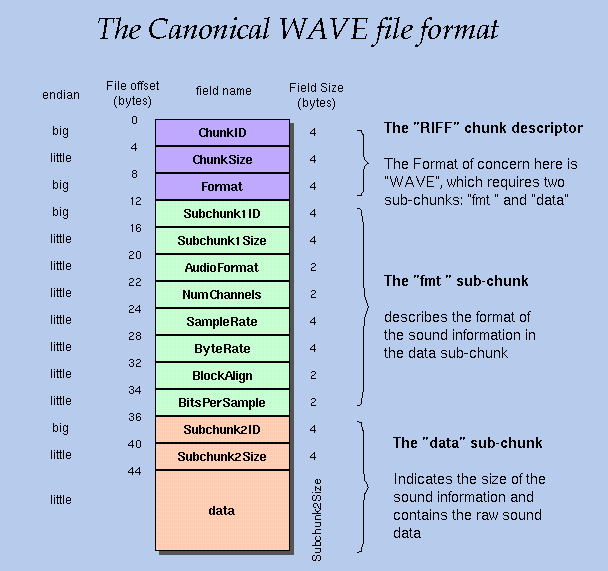 The Canonical WAVE file format
endian
File offset
(bytes)
field name
Field Size
(bytes)
0
big ChunkID 4
4
little ChunkSize 4
8
big Format 4
12
big Subchunk1ID 4
16
little Subchunk1Size 4
20
little AudioFormat 2
22
little NumChannels 2
24
little SampleRate 4
28
little ByteRate 4
32
little BlockAlign 2
34
little BitsPerSample 2
36
big Subchunk2ID 4
40
little Subchunk2Size 4
44
little data Subchunk2Size
The "RIFF" chunk descriptor
The Format of concern here is
"WAVE", which requires two
sub-chunks: "fmt " and "data"
The "fmt " sub-chunk
describes the format of
the sound information in
the data sub-chunk
The "data" sub-chunk
Indicates the size of the
sound information and
contains the raw sound
data